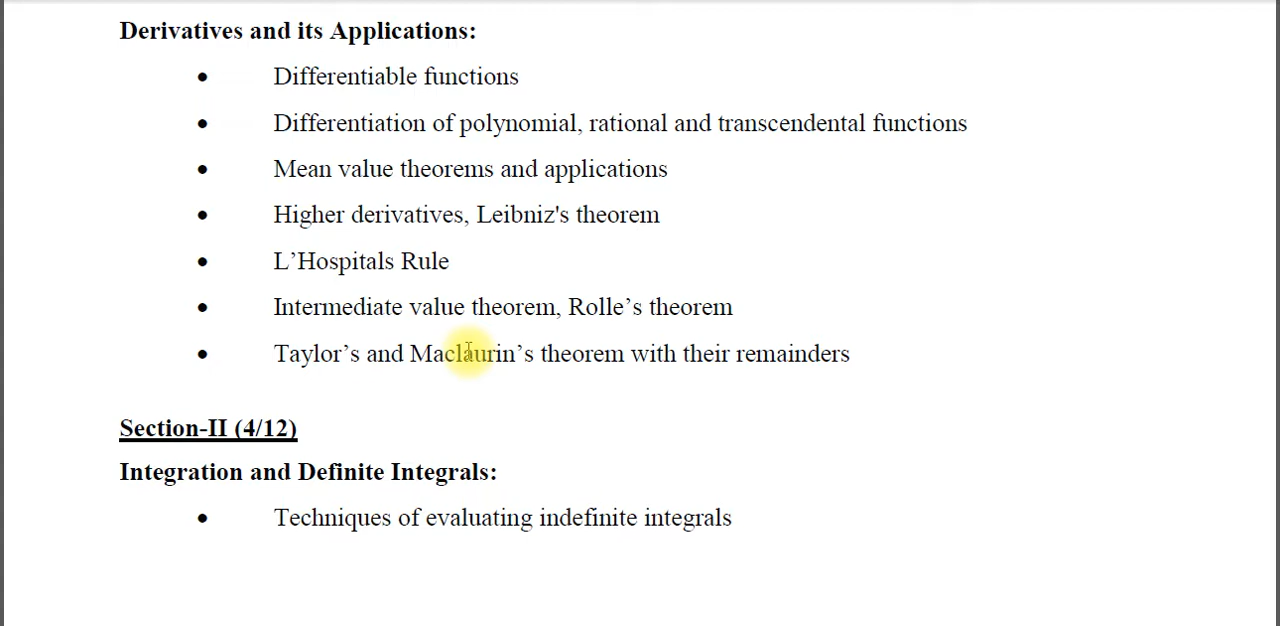 Derivatives and its Applications:
• Differentiable functions
• Differentiation of polynomial, rational and transcendental functions
• Mean value theorems and applications
• Higher derivatives, Leibniz's theorem
• L’Hospitals Rule
• Intermediate value theorem, Rolle’s theorem
• Taylor’s and Maclaurin’s theorem with their remainders
Section-II (4/12)
Integration and Definite Integrals:
• Techniques of evaluating indefinite integrals